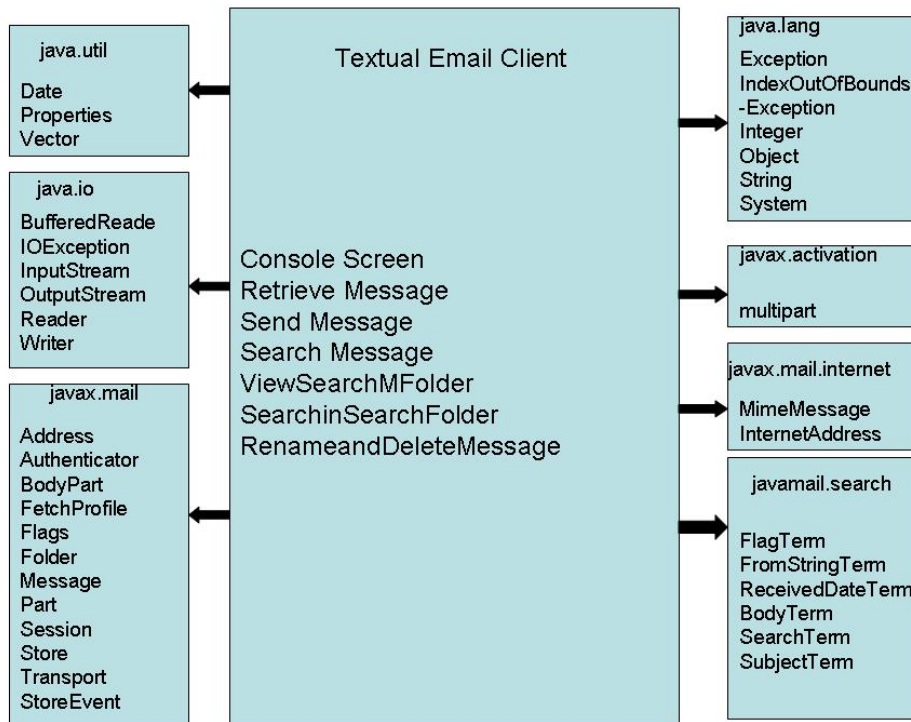 java.util
Date
Properties
Vector
java.io
BufferedReade
IOException
InputStream
OutputStream
Reader
Writer
javax.mail
Address
Authenticator
BodyPart
FetchProfile
Flags
Folder
Message
Part
Session
Store
Transport
StoreEvent
Textual Email Client
Console Screen
Retrieve Message
Send Message
Search Message
ViewSearchMFolder
SearchinSearchFolder
RenameandDeleteMessage
java.lang
Exception
IndexOutOfBounds
-Exception
Integer
Object
String
System
javax.activation
multipart
javax.mail.internet
MimeMessage
InternetAddress
javamail.search
FlagTerm
FromStringTerm
ReceivedDateTerm
BodyTerm
SearchTerm
SubjectTerm